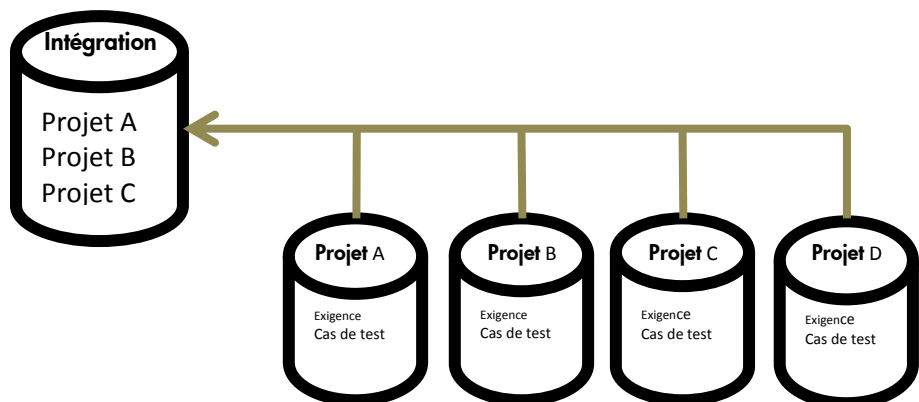 Intégration
Projet A
Projet B
Projet C
Projet A
Exigence
Cas de test
Projet B
Exigence
Cas de test
Projet C
Exigence
Cas de test
Projet D
Exigence
Cas de test